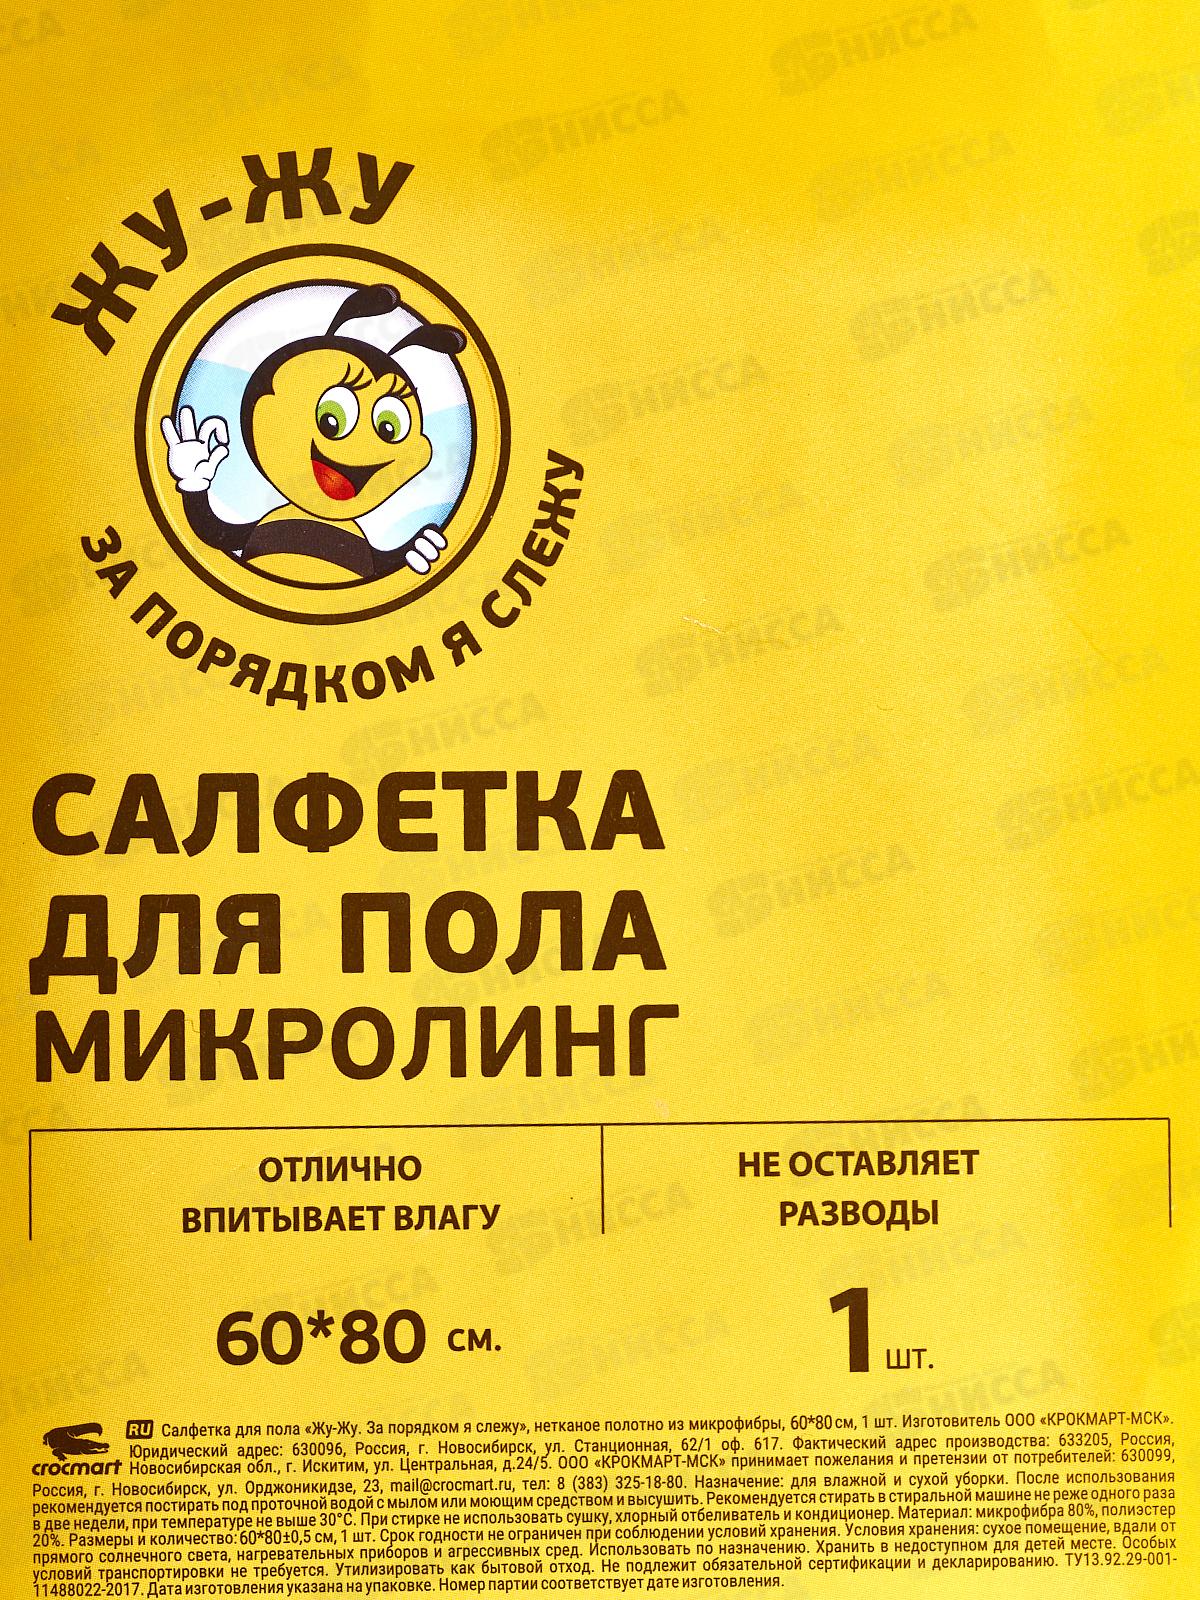 ЖУ-ЖУ
ЗА ПОРЯДКОМ Я СЛЕЖУ
САЛФЕТКА
ДЛЯ ПОЛА
МИКРОЛИНГ
ОТЛИЧНО
ВПИТЫВАЕТ ВЛАГУ
НЕ ОСТАВЛЯЕТ
РАЗВОДЫ
60*80 см.
1 шт.
crocmart
RU Салфетка для пола «Жу-Жу. За порядком я слежу», нетканое полотно из микрофибры, 60*80 см, 1 шт. Изготовитель ООО «КРОКМАРТ-МСК».
Юридический адрес: 630096, Россия, г. Новосибирск, ул. Станционная, 62/1 оф. 617. Фактический адрес производства: 633205, Россия,
Новосибирская обл., г. Искитим, ул. Центральная, д.24/5. ООО «КРОКМАРТ-МСК» принимает пожелания и претензии от потребителей: 630099,
Россия, г. Новосибирск, ул. Орджоникидзе, 23, mail@crocmart.ru, тел: 8 (383) 325-18-80. Назначение: для влажной и сухой уборки. После использования
рекомендуется постирать под проточной водой с мылом или моющим средством и высушить. Рекомендуется стирать в стиральной машине не реже одного раза
в две недели, при температуре не выше 30°С. При стирке не использовать сушку, хлорный отбеливатель и кондиционер. Материал: микрофибра 80%, полиэстер
20%. Размеры и количество: 60*80±0,5 см, 1 шт. Срок годности не ограничен при соблюдении условий хранения. Условия хранения: сухое помещение, вдали от
прямого солнечного света, нагревательных приборов и агрессивных сред. Использовать по назначению. Хранить в недоступном для детей месте. Особых
условий транспортировки не требуется. Утилизировать как бытовой отход. Не подлежит обязательной сертификации и декларированию. ТУ13.92.29-001-
11488022-2017. Дата изготовления указана на упаковке. Номер партии соответствует дате изготовления.